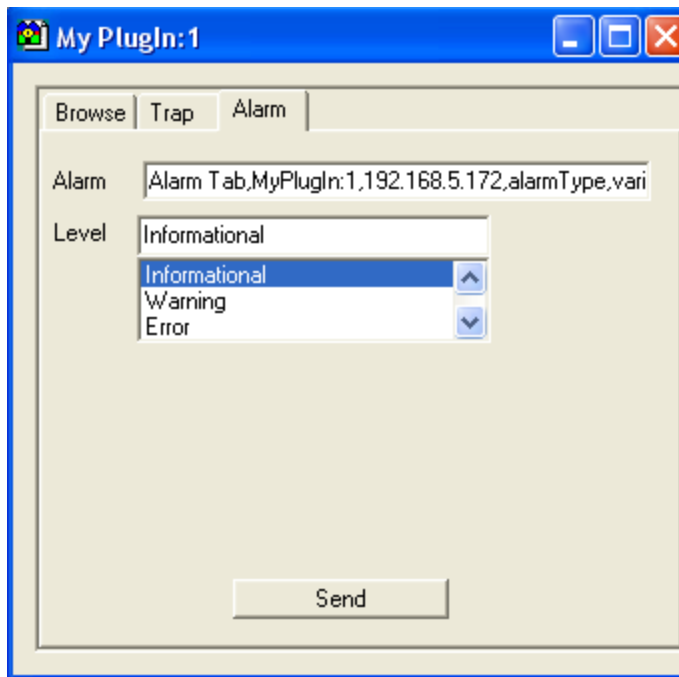 My PlugIn:1
Browse Trap Alarm
Alarm Alarm Tab,MyPlugIn:1,192.168.5.172,alarmType,vari
Level Informational
Informational
Warning
Error
Send